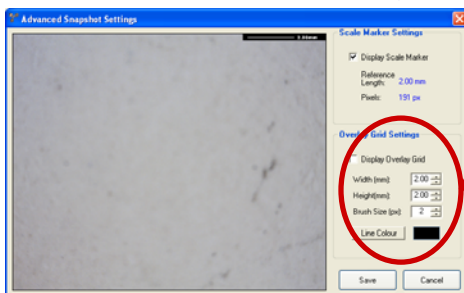 Advanced Snapshot Settings
2.00mm
Scale Marker Settings
Display Scale Marker
Reference Length: 2.00 mm
Pixels: 191 px
Overlay Grid Settings
Display Overlay Grid
Width (mm): 2.00
Height(mm): 2.00
Brush Size (px) 2
Line Colour
Save Cancel